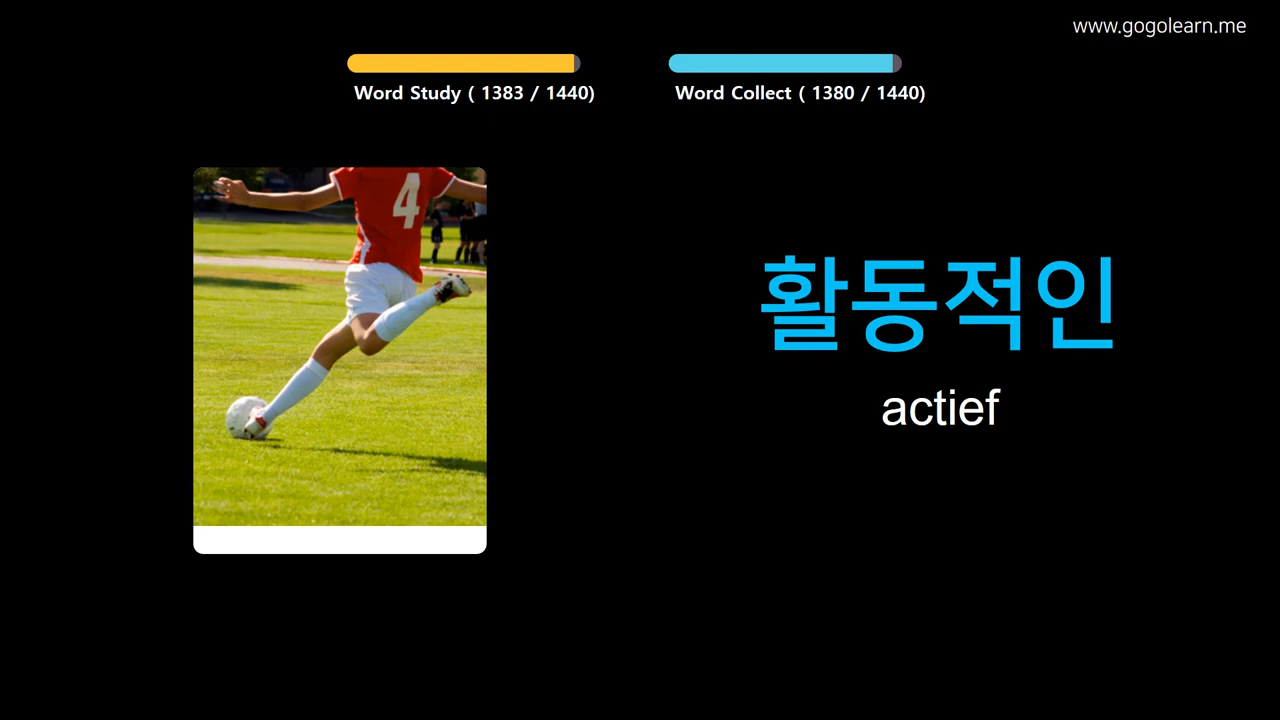 www.gogolearn.me
Word Study ( 1383 / 1440)
Word Collect ( 1380 / 1440)
4
활동적인
actief